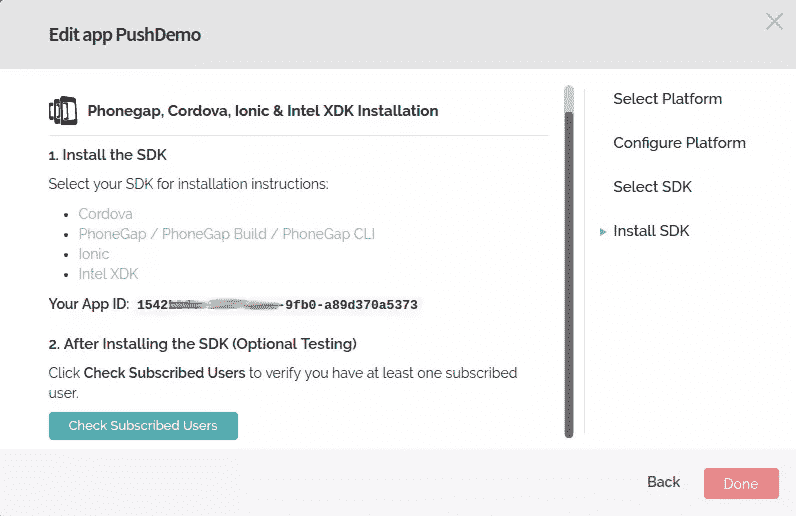 Edit app PushDemo
Phonegap, Cordova, Ionic & Intel XDK Installation
1. Install the SDK
Select your SDK for installation instructions:
Cordova
PhoneGap / PhoneGap Build / PhoneGap CLI
Ionic
Intel XDK
Your App ID: 1542 -9fb0-a89d370a5373
2. After Installing the SDK (Optional Testing)
Click Check Subscribed Users to verify you have at least one subscribed
user.
Check Subscribed Users
Select Platform
Configure Platform
Select SDK
Install SDK
Back
Done